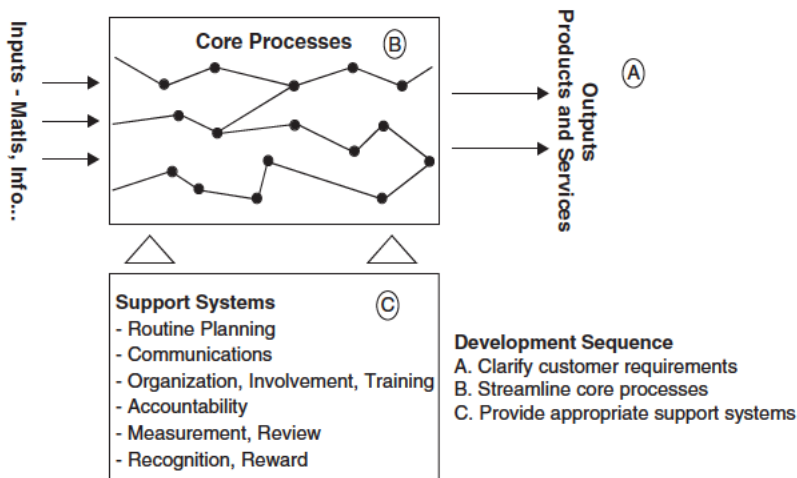 Inputs - Matls, Info...
Core Processes
B
Outputs
Products and Services
A
Support Systems
C
- Routine Planning
- Communications
- Organization, Involvement, Training
- Accountability
- Measurement, Review
- Recognition, Reward
Development Sequence
A. Clarify customer requirements
B. Streamline core processes
C. Provide appropriate support systems